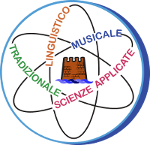 TRADIZIONALE
LINGUISTICO
MUSICALE
SCIENZE APPLICATE